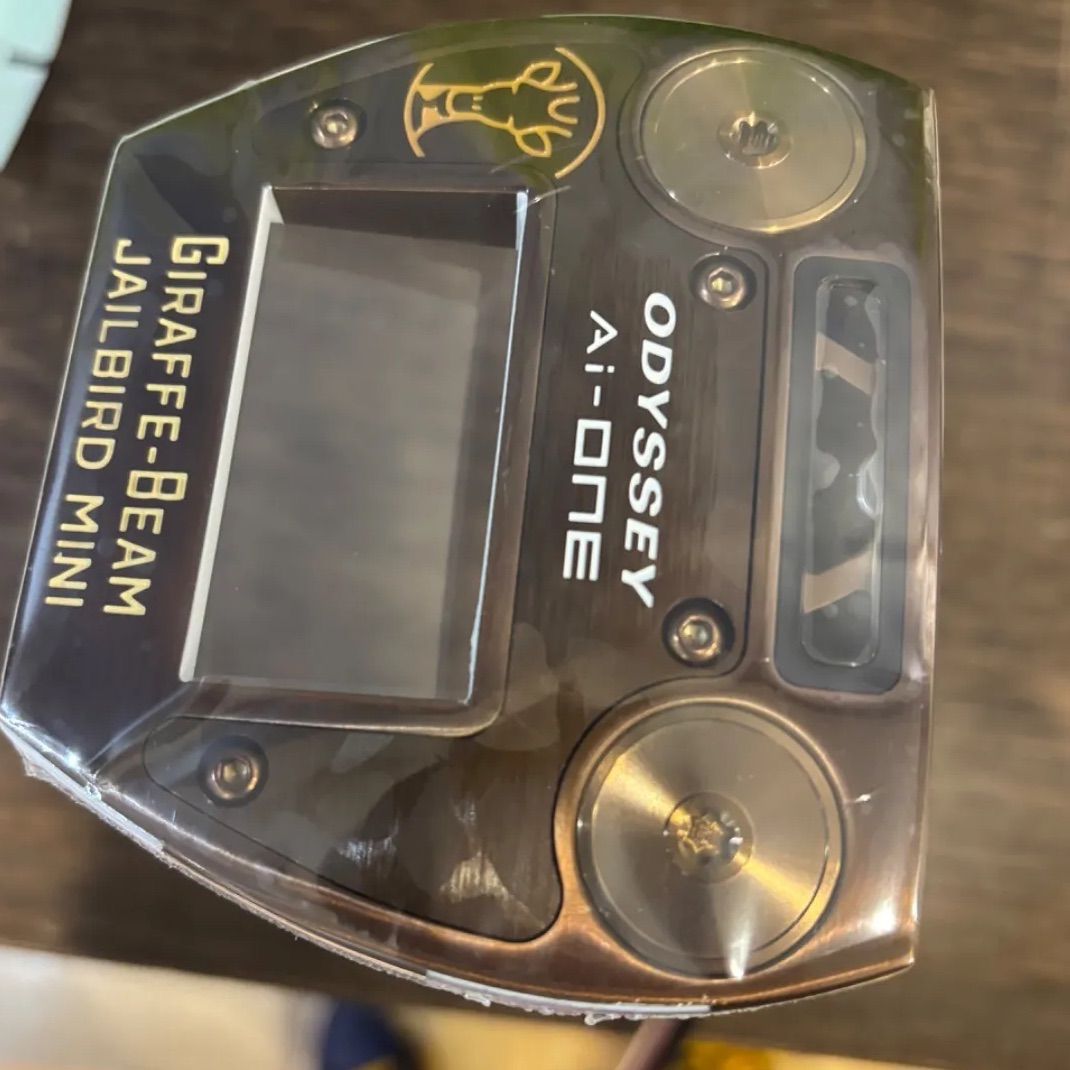 ODYSSEY
Ai-ONE
GIRAFFE-BEAM
JAILBIRD MINI